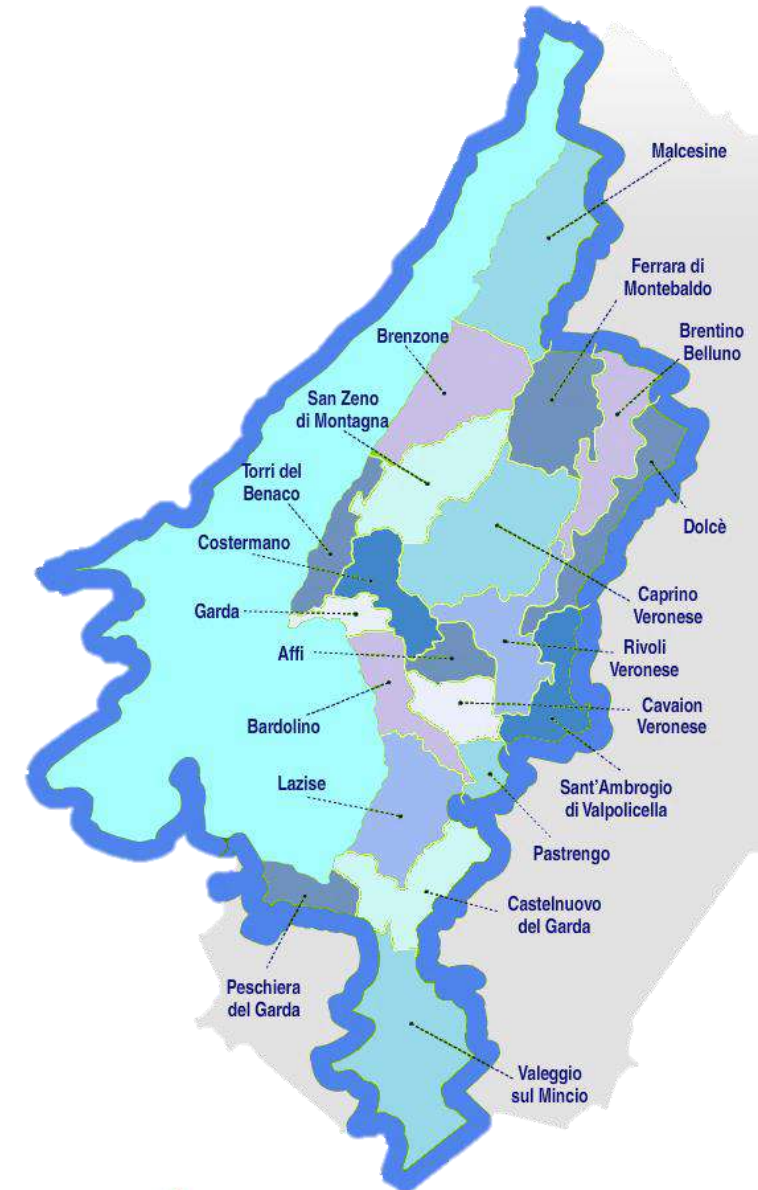 Malcesine
Ferrara di
Montebaldo
Brentino
Belluno
Brenzone
San Zeno
di Montagna
Torri del
Benaco
Dolcè
Costermano
Caprino
Veronese
Garda
Rivoli
Veronese
Affi
Cavaion
Veronese
Bardolino
Sant'Ambrogio
di Valpolicella
Lazise
Pastrengo
Castelnuovo
del Garda
Peschiera
del Garda
Valeggio
sul Mincio